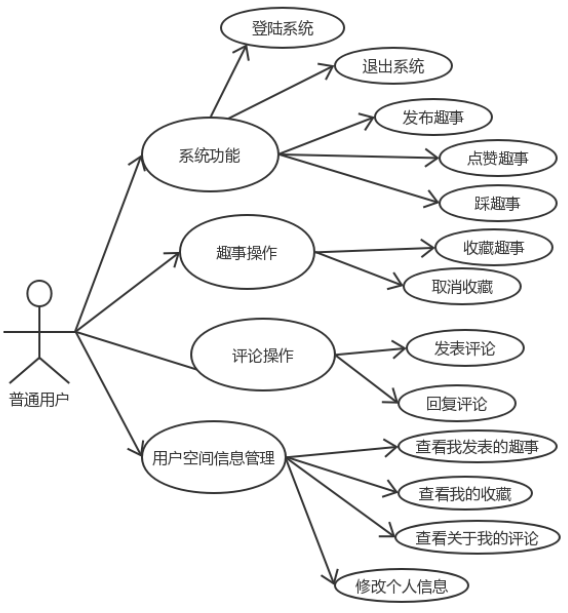 登陆系统
退出系统
发布趣事
系统功能
点赞趣事
踩趣事
趣事操作
收藏趣事
取消收藏
发表评论
评论操作
普通用户
回复评论
查看我发表的趣事
用户空间信息管理
查看我的收藏
查看关于我的评论
修改个人信息